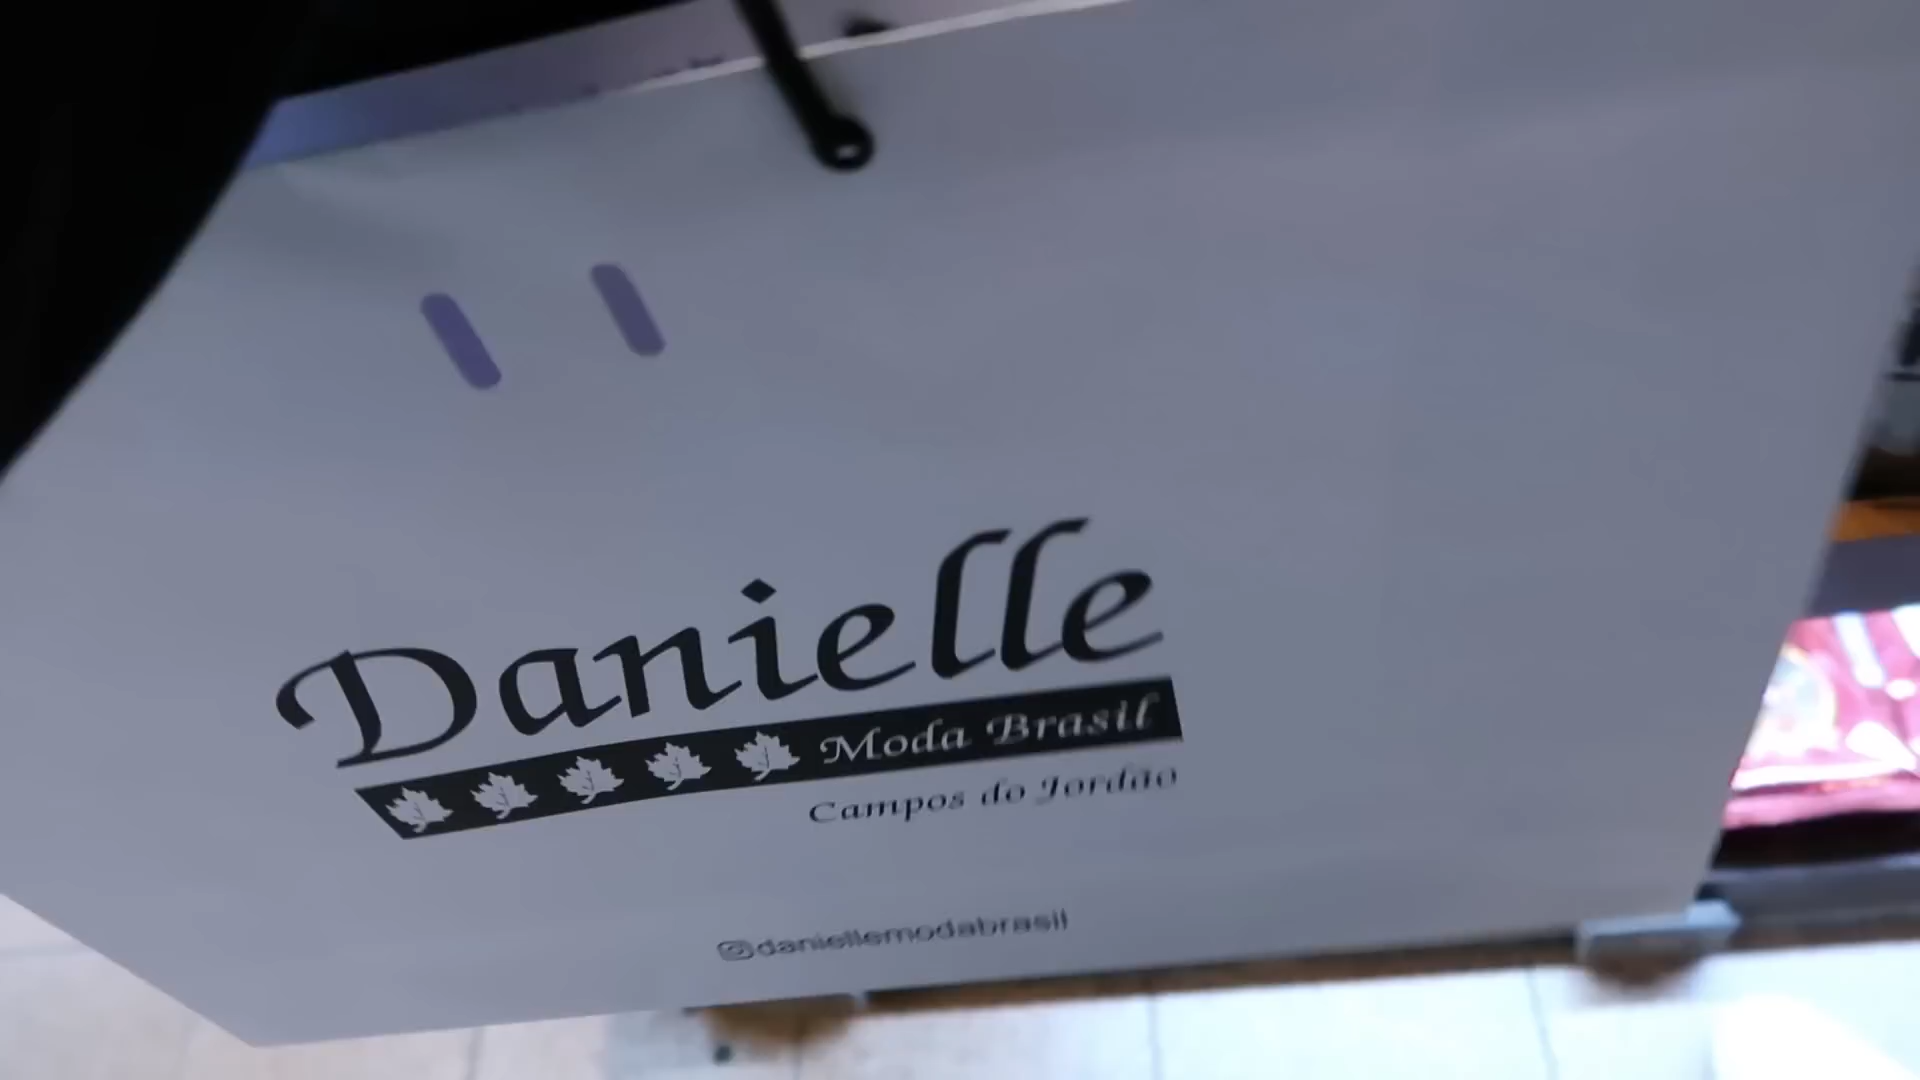 Danielle
Moda Brasil
Campos do Jordão
@daniellemodabrasil